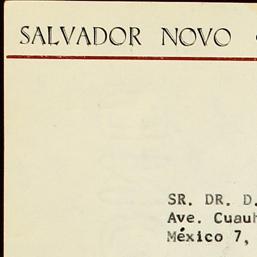 SALVADOR NOVO
SR. DR. D.
Ave. Cuauh
México 7,